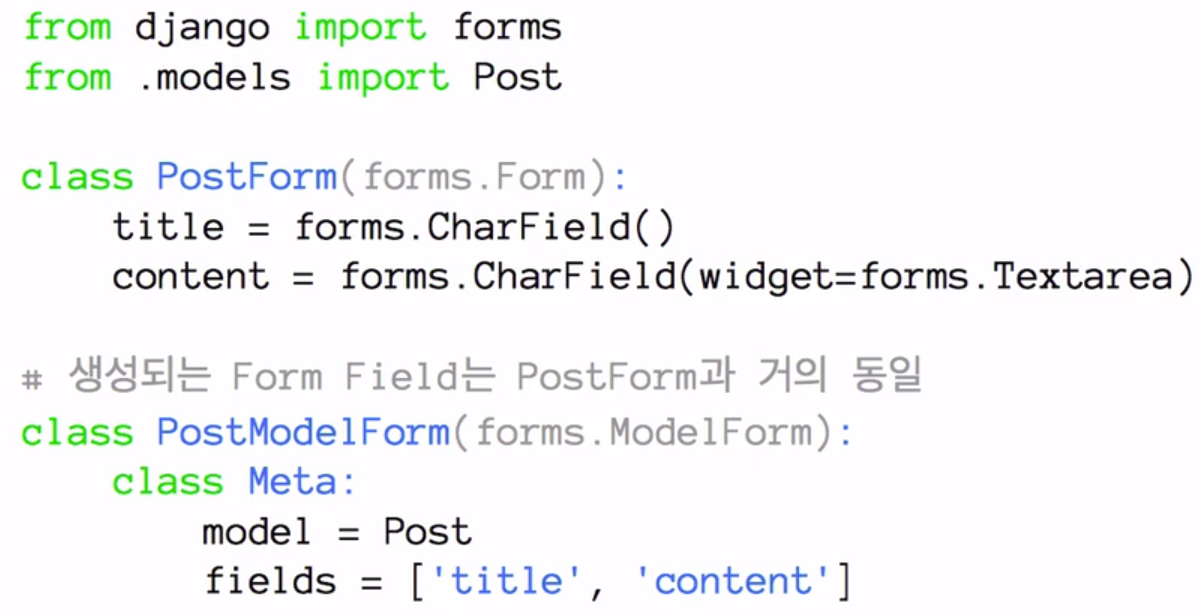 from django import forms
from .models import Post
class PostForm(forms.Form):
    title = forms.CharField()
    content = forms.CharField(widget=forms.Textarea)
# 생성되는 Form Field는 PostForm과 거의 동일
class PostModelForm(forms.ModelForm):
    class Meta:
        model = Post
        fields = ['title', 'content']